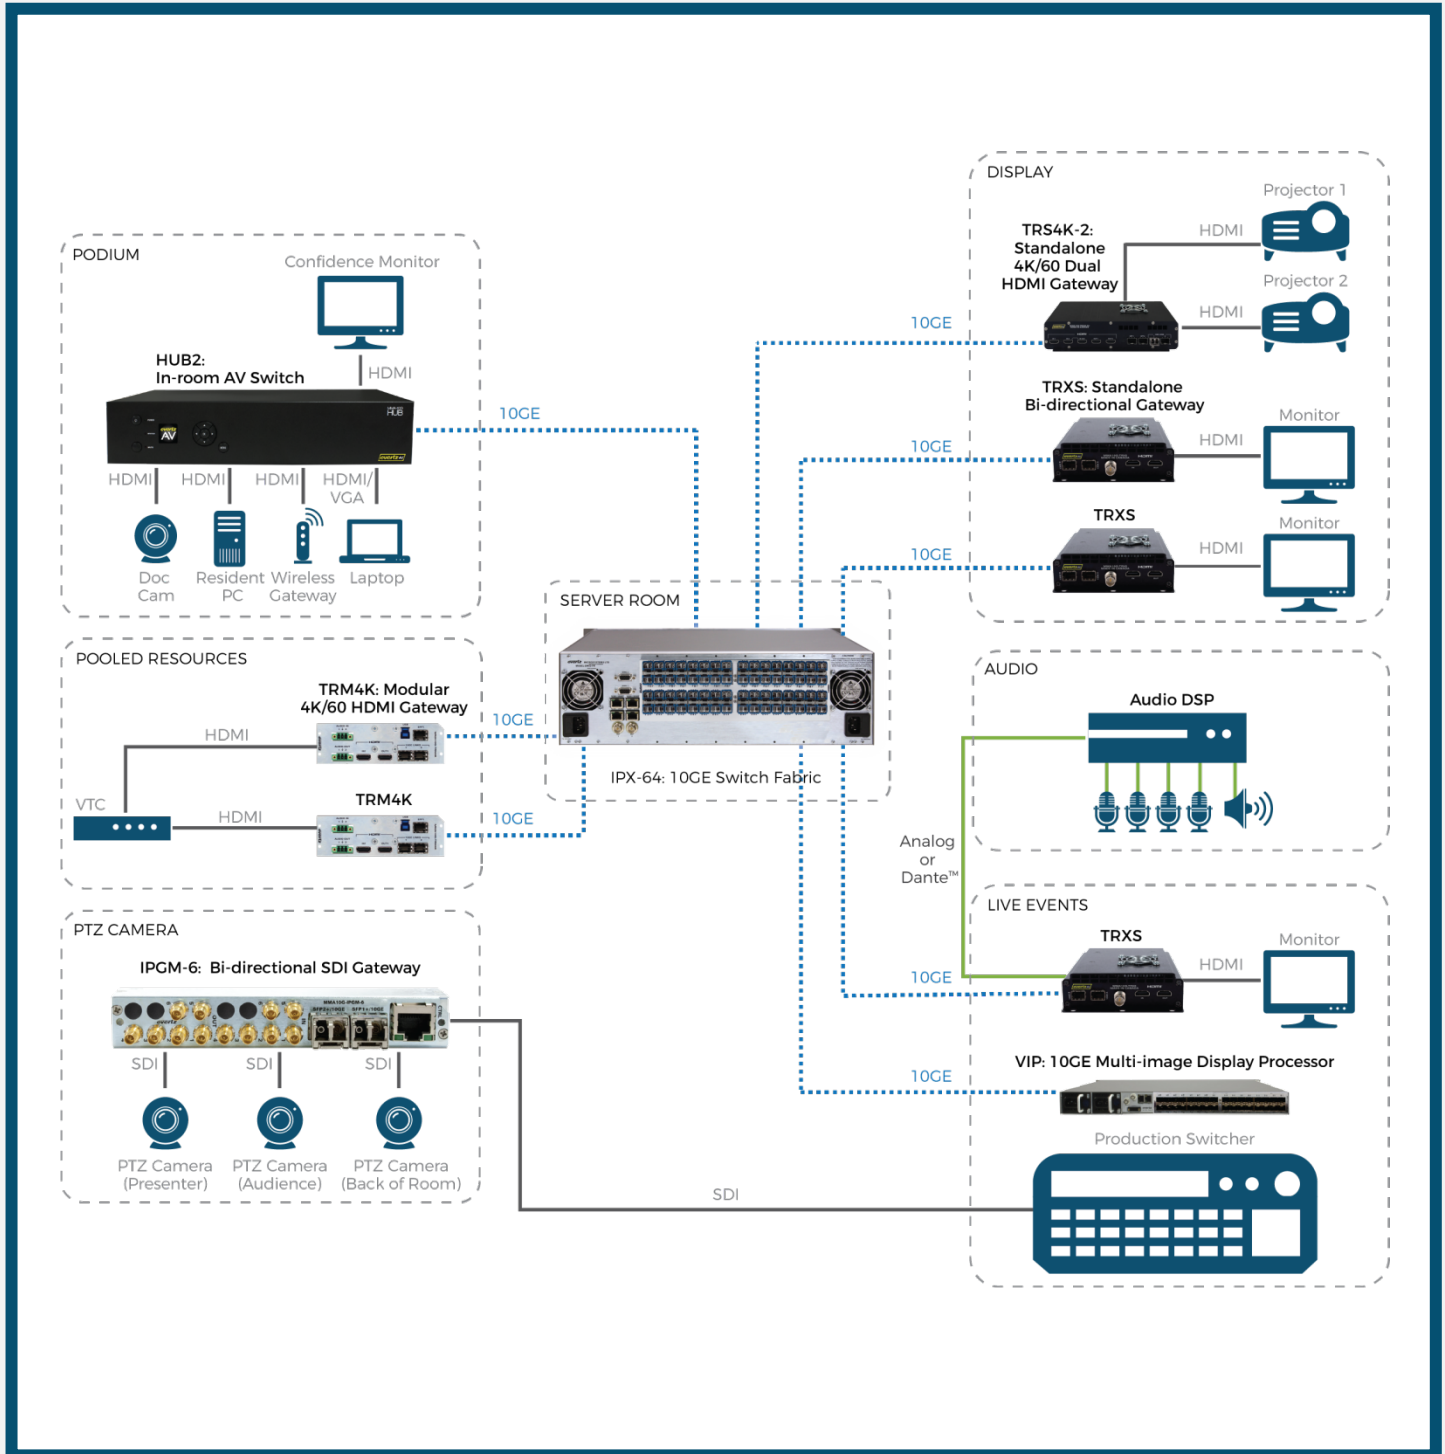 PODIUM
Confidence Monitor
HUB2:
In-room AV Switch
HDMI
HUB
AV
10GE
HDMI
HDMI
HDMI
HDMI/
VGA
Doc
Cam
Resident
PC
Wireless
Gateway
Laptop
POOLED RESOURCES
TRM4K: Modular
4K/60 HDMI Gateway
HDMI
10GE
VTC
TRM4K
HDMI
10GE
PTZ CAMERA
IPGM-6: Bi-directional SDI Gateway
SDI
SDI
SDI
PTZ Camera
(Presenter)
PTZ Camera
(Audience)
PTZ Camera
(Back of Room)
SDI
SERVER ROOM
IPX-64: 10GE Switch Fabric
DISPLAY
Projector 1
TRS4K-2:
Standalone
4K/60 Dual
HDMI Gateway
HDMI
Projector 2
HDMI
10GE
TRXS: Standalone
Bi-directional Gateway
Monitor
HDMI
10GE
TRXS
Monitor
HDMI
10GE
AUDIO
Audio DSP
Analog
or
Dante™
LIVE EVENTS
TRXS
Monitor
HDMI
10GE
VIP: 10GE Multi-image Display Processor
10GE
Production Switcher